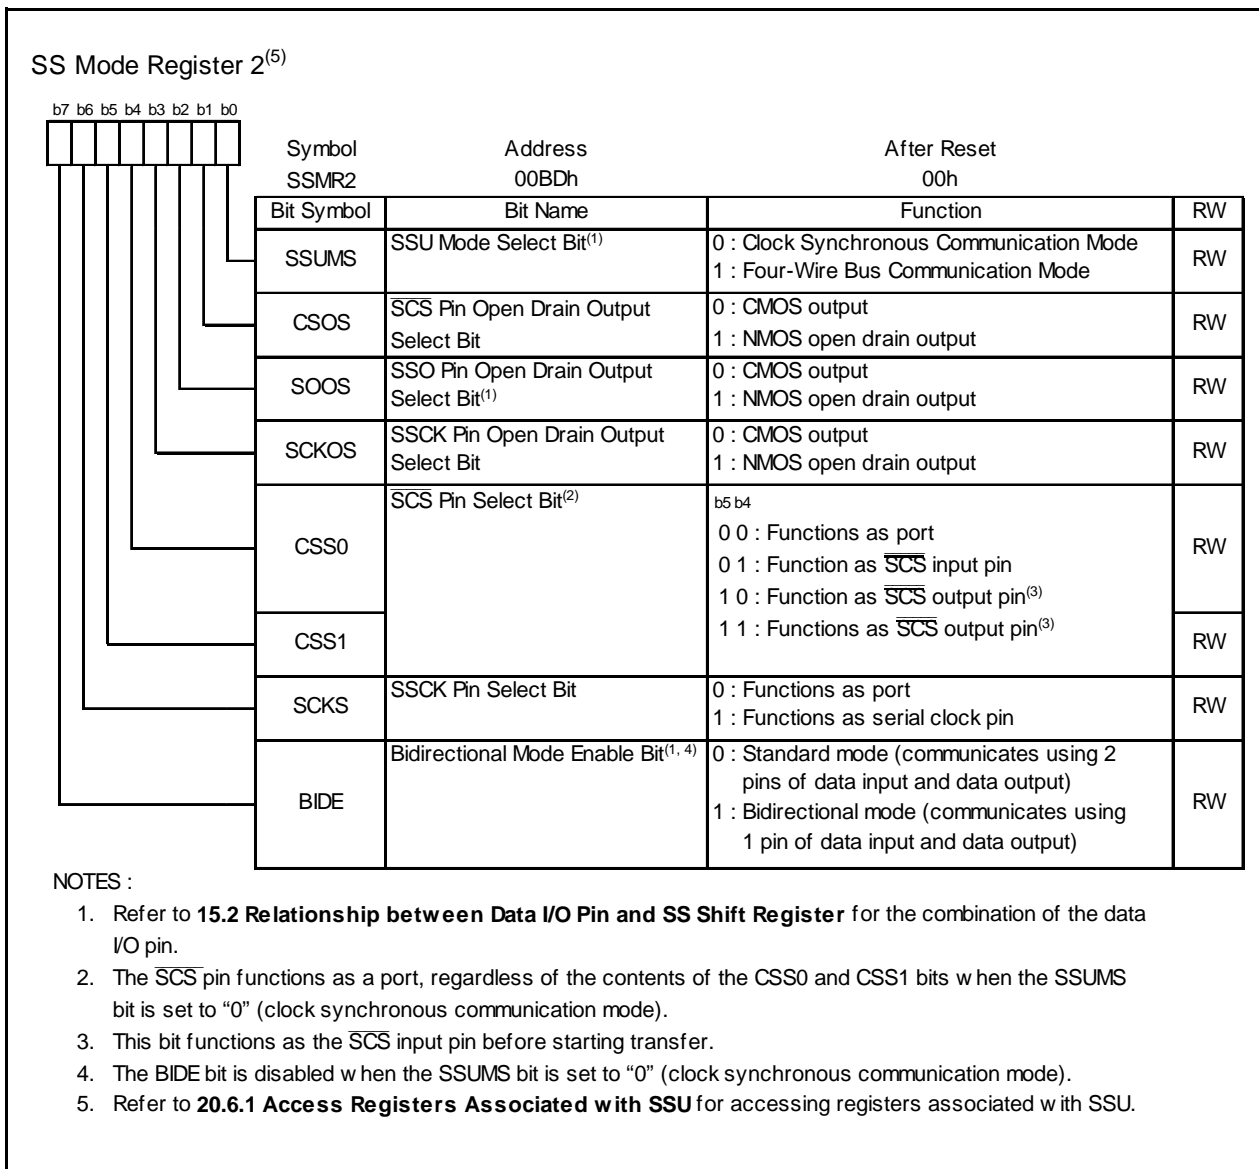 SS Mode Register 2(5)
b7 b6 b5 b4 b3 b2 b1 b0
Symbol Address After Reset
SSMR2 00BDh 00h
Bit Symbol Bit Name Function RW
SSUMS SSU Mode Select Bit(1) 0 : Clock Synchronous Communication Mode RW
1 : Four-Wire Bus Communication Mode
CSOS SCS Pin Open Drain Output 0 : CMOS output RW
Select Bit 1 : NMOS open drain output
SOOS SSO Pin Open Drain Output 0 : CMOS output RW
Select Bit(1) 1 : NMOS open drain output
SCKOS SSCK Pin Open Drain Output 0 : CMOS output RW
Select Bit 1 : NMOS open drain output
CSS0 SCS Pin Select Bit(2) b5 b4 RW
0 0 : Functions as port
0 1 : Function as SCS input pin
1 0 : Function as SCS output pin(3)
CSS1 1 1 : Functions as SCS output pin(3) RW
SCKS SSCK Pin Select Bit 0 : Functions as port RW
1 : Functions as serial clock pin
BIDE Bidirectional Mode Enable Bit(1, 4) 0 : Standard mode (communicates using 2 RW
pins of data input and data output)
1 : Bidirectional mode (communicates using
1 pin of data input and data output)
NOTES :
1. Refer to 15.2 Relationship between Data I/O Pin and SS Shift Register for the combination of the data
I/O pin.
2. The SCS pin functions as a port, regardless of the contents of the CSS0 and CSS1 bits when the SSUMS
bit is set to “0” (clock synchronous communication mode).
3. This bit functions as the SCS input pin before starting transfer.
4. The BIDE bit is disabled when the SSUMS bit is set to “0” (clock synchronous communication mode).
5. Refer to 20.6.1 Access Registers Associated with SSU for accessing registers associated with SSU.